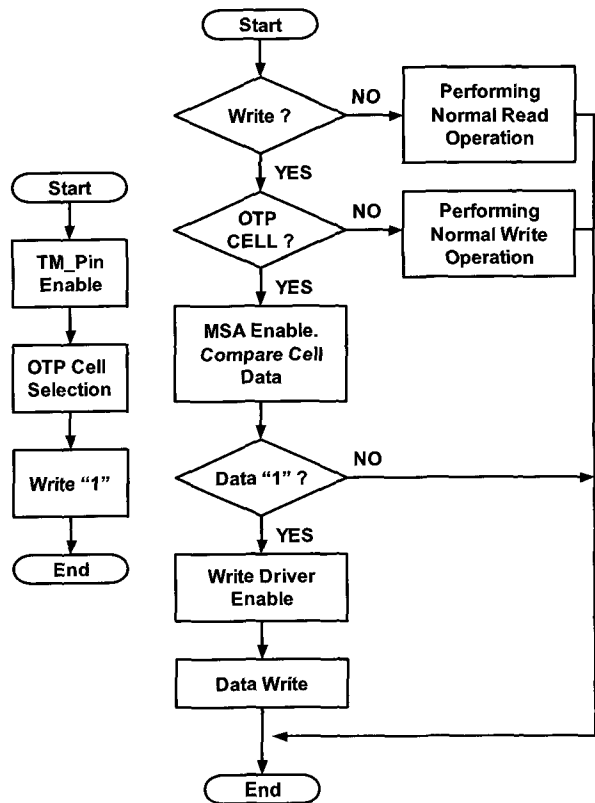 Start
TM_Pin
Enable
OTP Cell
Selection
Write “1”
End
Start
Write ?
NO
Performing
Normal Read
Operation
YES
OTP
CELL ?
NO
Performing
Normal Write
Operation
YES
MSA Enable.
Compare Cell
Data
Data “1” ?
NO
YES
Write Driver
Enable
Data Write
End